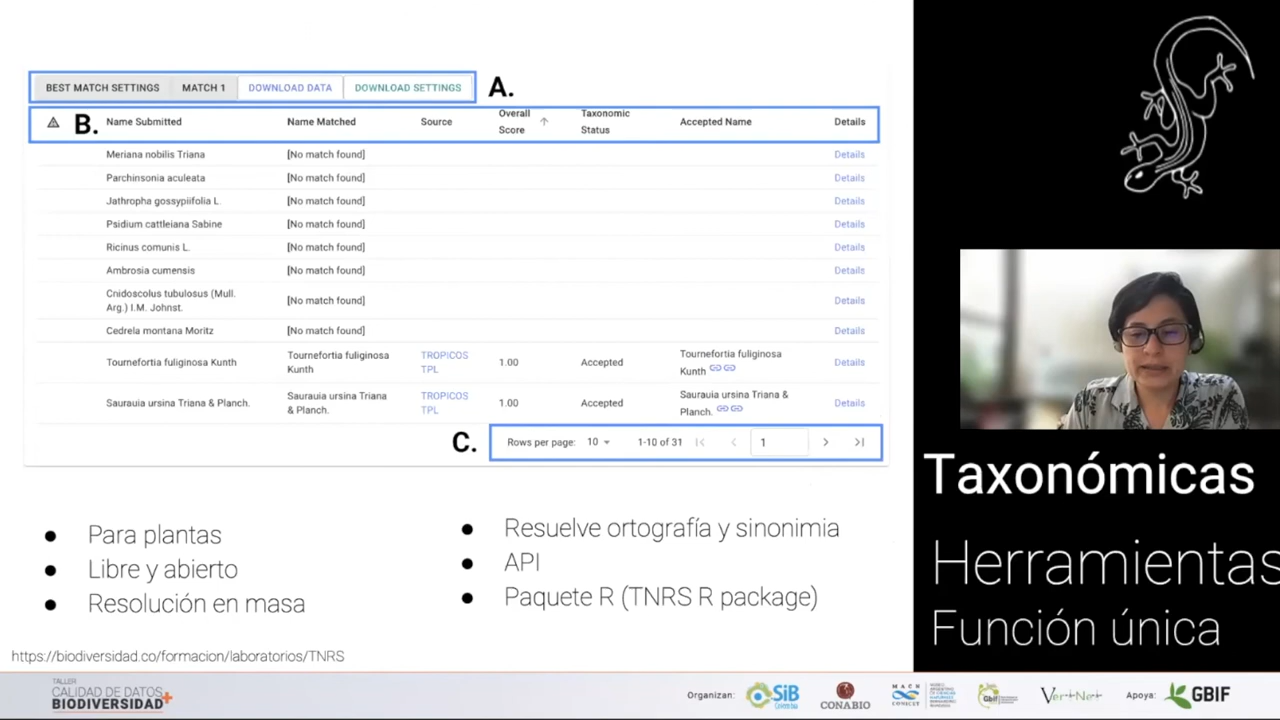 BEST MATCH SETTINGS MATCH 1 DOWNLOAD DATA DOWNLOAD SETTINGS A.
B. Name Submitted Name Matched Source Overall Score Taxonomic Status Accepted Name Details
Meriana nobilis Triana [No match found] Details
Parchinsonia aculeata [No match found] Details
Jathropha gossypiifolia L. [No match found] Details
Psidium cattleiana Sabine [No match found] Details
Ricinus comunis L. [No match found] Details
Ambrosia cumensis [No match found] Details
Cnidoscolus tubulosus (Mull. Arg.) I.M. Johnst. [No match found] Details
Cedrela montana Moritz [No match found] Details
Tournefortia fuliginosa Kunth Tournefortia fuliginosa Kunth TROPICOS TPL 1.00 Accepted Tournefortia fuliginosa Kunth Details
Saurauia ursina Triana & Planch. Saurauia ursina Triana & Planch. TROPICOS TPL 1.00 Accepted Saurauia ursina Triana & Planch. Details
C. Rows per page: 10 1-10 of 31 1
● Para plantas
● Libre y abierto
● Resolución en masa
● Resuelve ortografía y sinonimia
● API
● Paquete R (TNRS R package)
https://biodiversidad.co/formacion/laboratorios/TNRS
Taxonómicas
Herramientas
Función única
TALLER
CALIDAD DE DATOS
BIODIVERSIDAD+
Organizan: SiB Colombia CONABIO MACN CONICET Gbif VertNet Apoya: GBIF